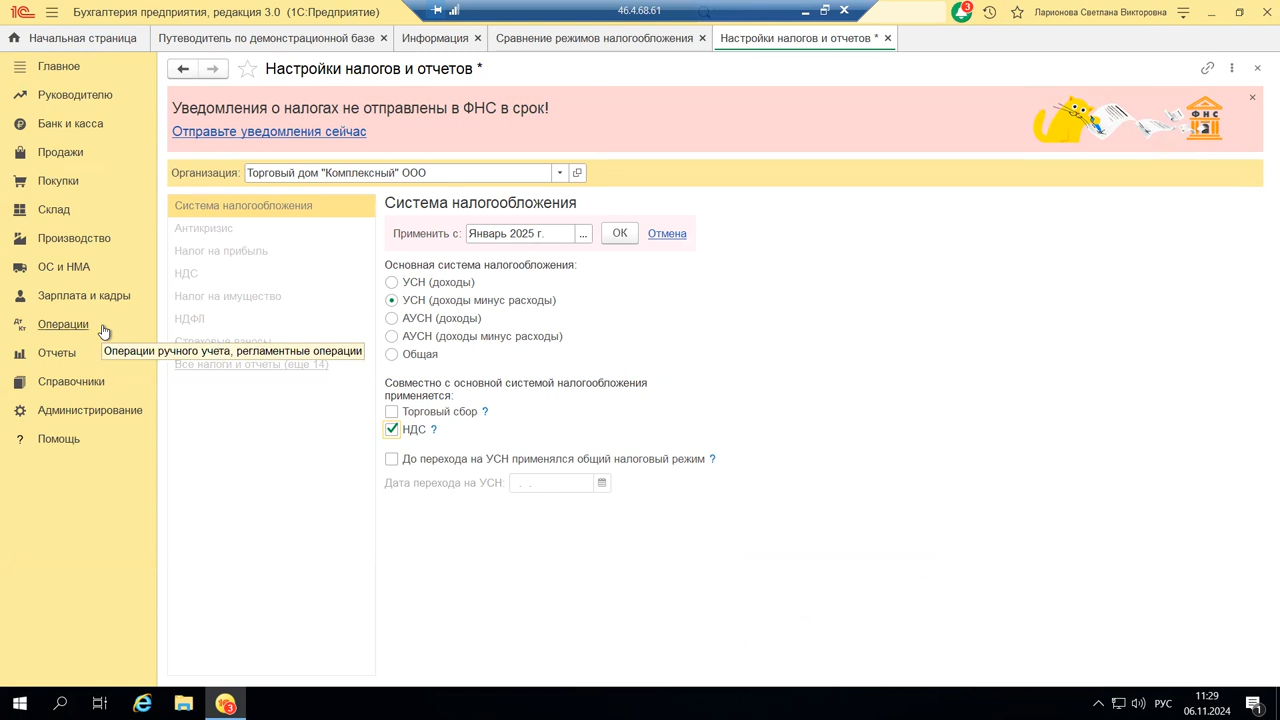 Бухгалтерия предприятия, редакция 3.0 (1С:Предприятие)
46.4.68.61
3
Ларионова Светлана Викторовна
Начальная страница
Путеводитель по демонстрационной базе
Информация
Сравнение режимов налогообложения
Настройки налогов и отчетов *
Главное
Руководителю
Банк и касса
Продажи
Покупки
Склад
Производство
ОС и НМА
Зарплата и кадры
Операции
Отчеты
Справочники
Администрирование
? Помощь
Операции ручного учета, регламентные операции
Настройки налогов и отчетов *
Уведомления о налогах не отправлены в ФНС в срок!
Отправьте уведомления сейчас
ФНС
Организация: Торговый дом "Комплексный" ООО
Система налогообложения
Антикризис
Налог на прибыль
НДС
Налог на имущество
НДФЛ
Страховые взносы
Все налоги и отчеты (еще 14)
Система налогообложения
Применить с: Январь 2025 г. ... ОК Отмена
Основная система налогообложения:
УСН (доходы)
УСН (доходы минус расходы)
АУСН (доходы)
АУСН (доходы минус расходы)
Общая
Совместно с основной системой налогообложения
применяется:
Торговый сбор ?
НДС ?
До перехода на УСН применялся общий налоговый режим ?
Дата перехода на УСН: . .
3
РУС
11:29
06.11.2024
1